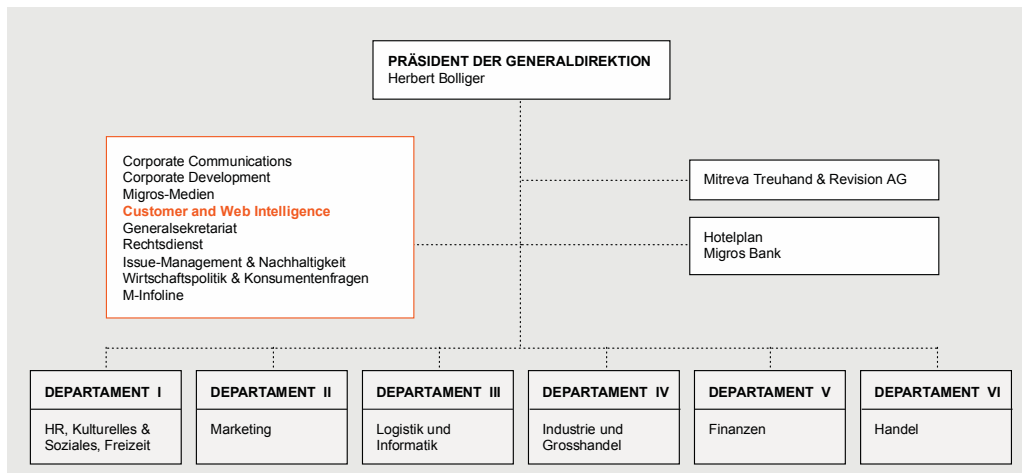 PRÄSIDENT DER GENERALDIREKTION
Herbert Bolliger
Corporate Communications
Corporate Development
Migros-Medien
Customer and Web Intelligence
Generalsekretariat
Rechtsdienst
Issue-Management & Nachhaltigkeit
Wirtschaftspolitik & Konsumentenfragen
M-Infoline
Mitreva Treuhand & Revision AG
Hotelplan
Migros Bank
DEPARTAMENT I
HR, Kulturelles &
Soziales, Freizeit
DEPARTAMENT II
Marketing
DEPARTAMENT III
Logistik und
Informatik
DEPARTAMENT IV
Industrie und
Grosshandel
DEPARTAMENT V
Finanzen
DEPARTAMENT VI
Handel